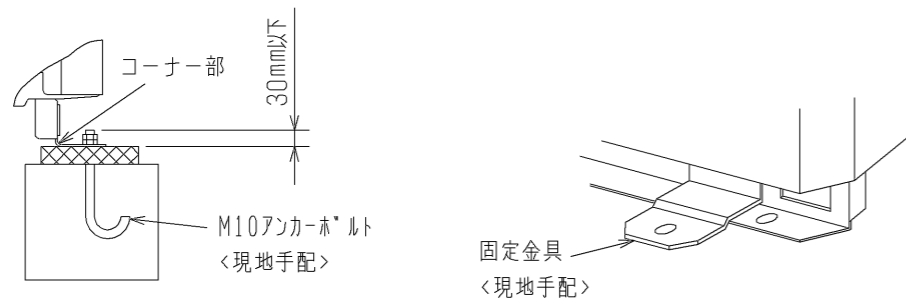 コーナー部
30mm以下
M10アンカーボルト
<現地手配>
固定金具
<現地手配>